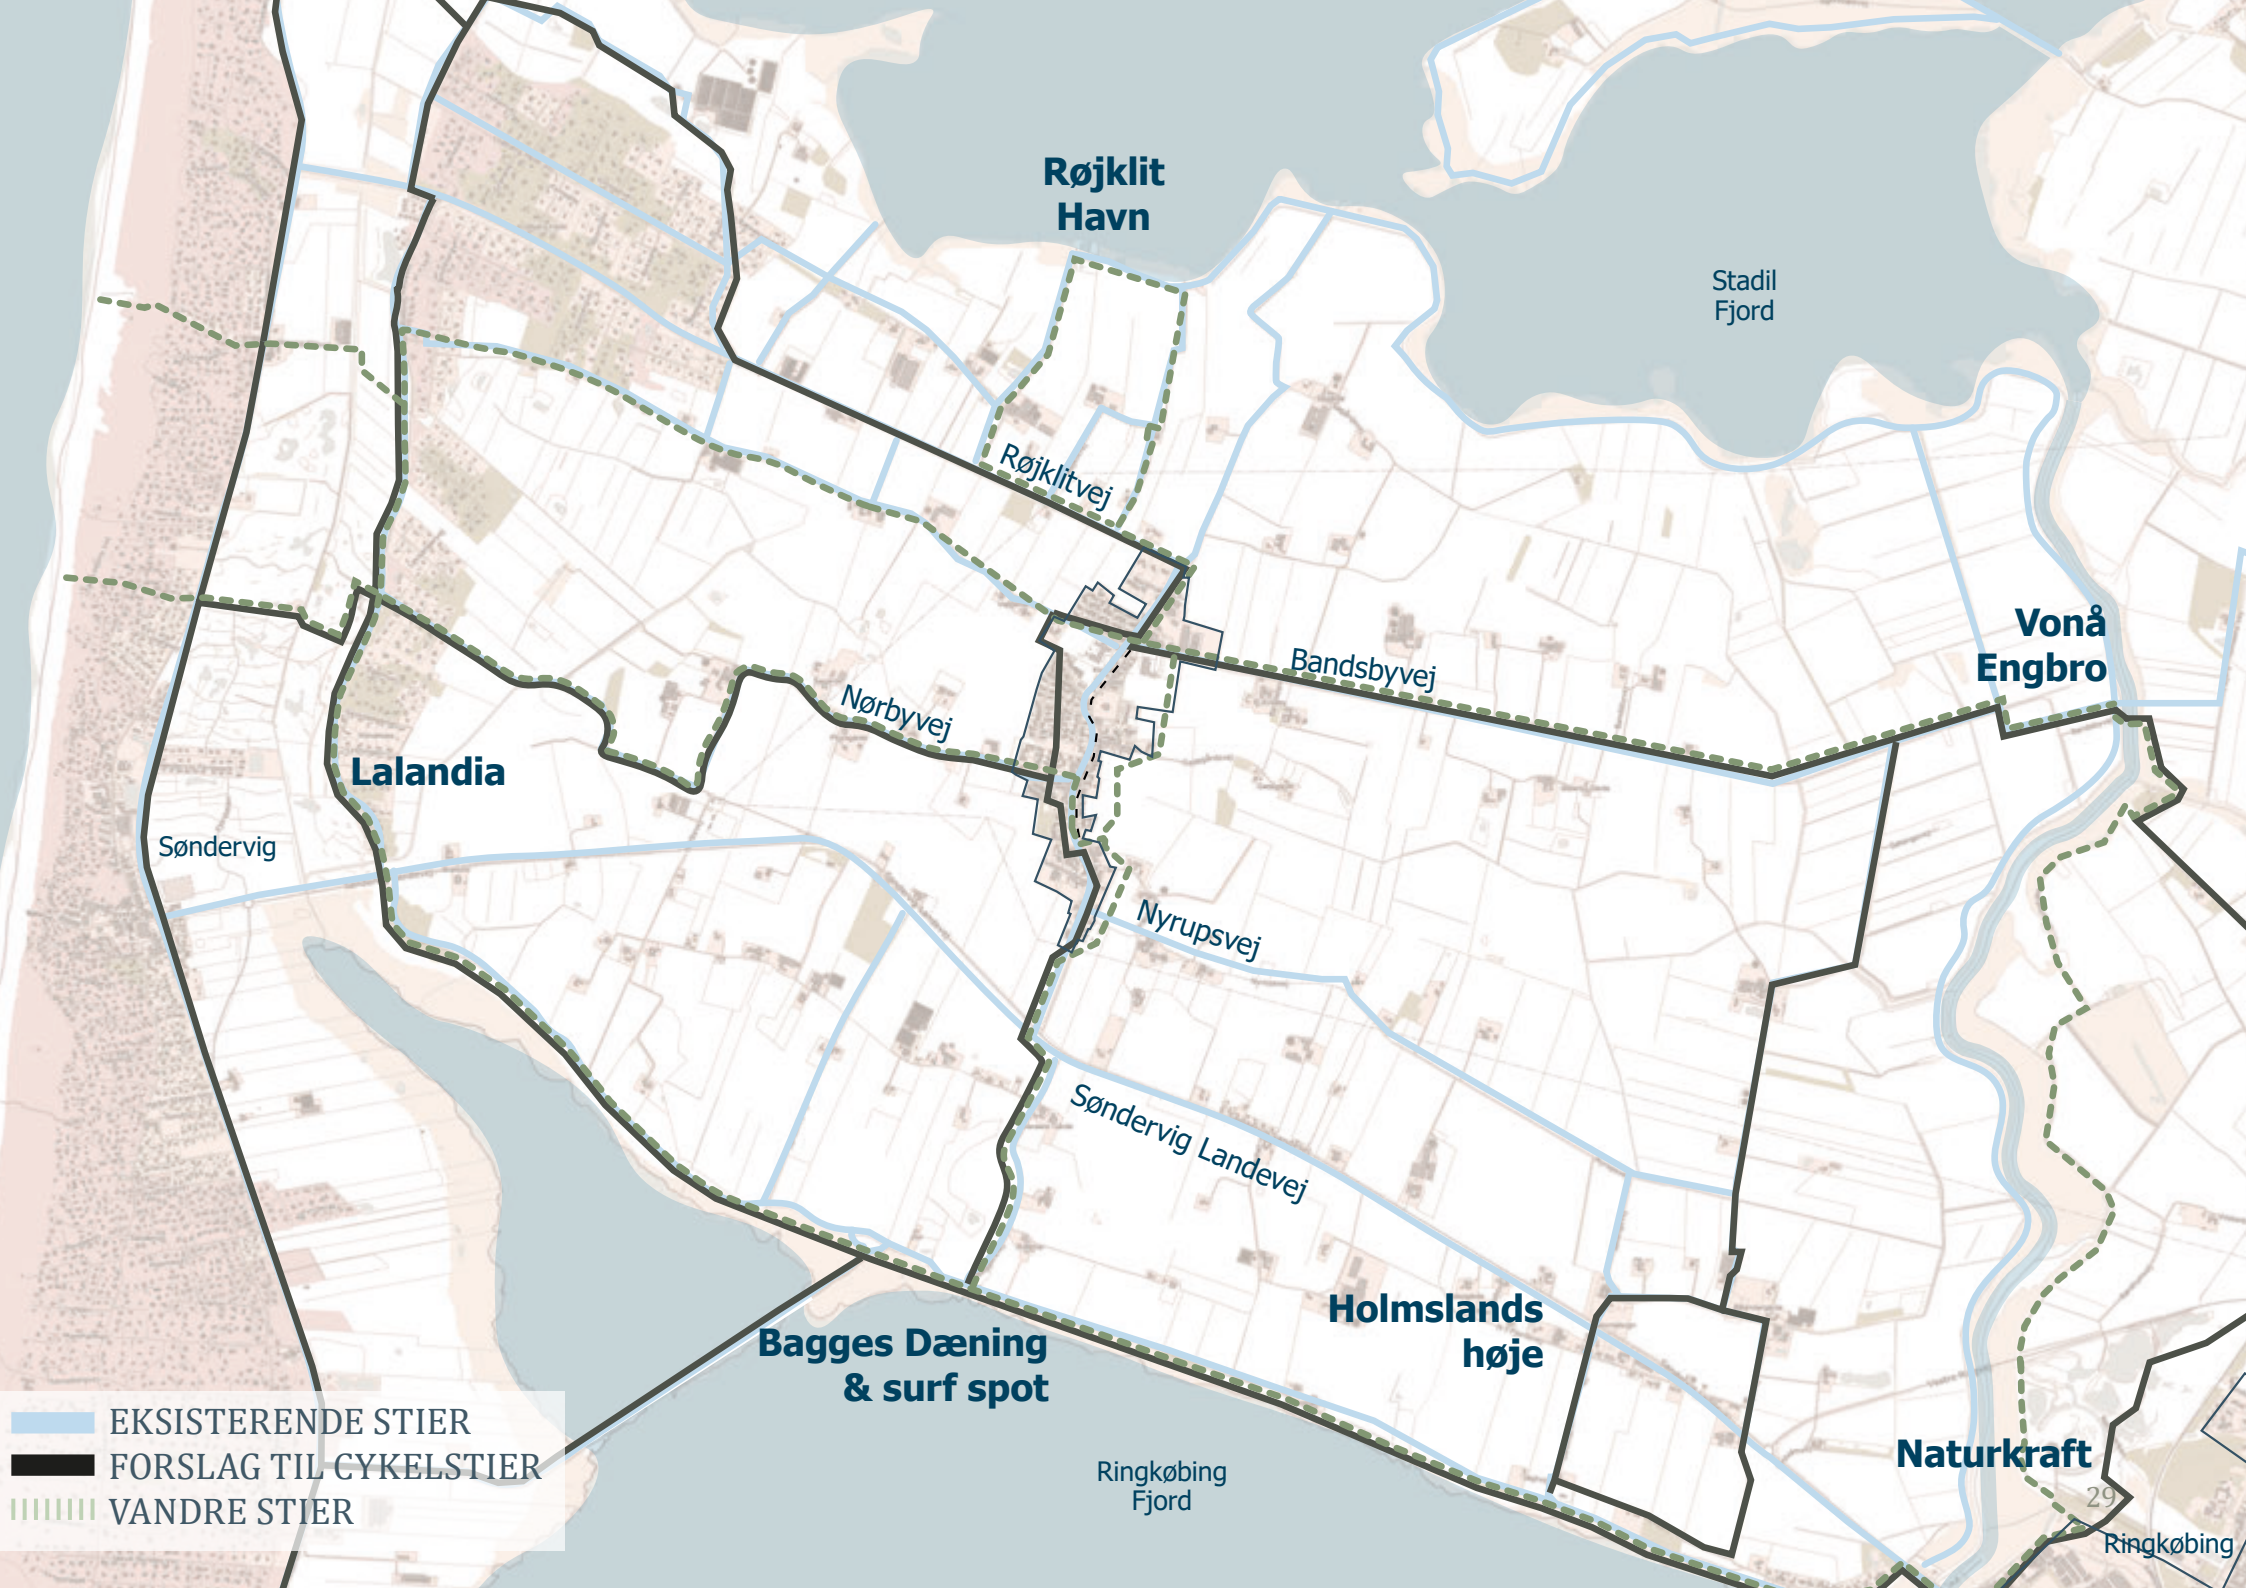 Røjklit
Havn
Stadil
Fjord
Røjklitvej
Vonå
Engbro
Bandsbyvej
Nørbyvej
Lalandia
Søndervig
Nyrupsvej
Søndervig Landevej
Holmslands
høje
Bagges Dæning
& surf spot
EKSISTERENDE STIER
FORSLAG TIL CYKELSTIER
VANDRE STIER
Ringkøbing
Fjord
Naturkraft
29
Ringkøbing